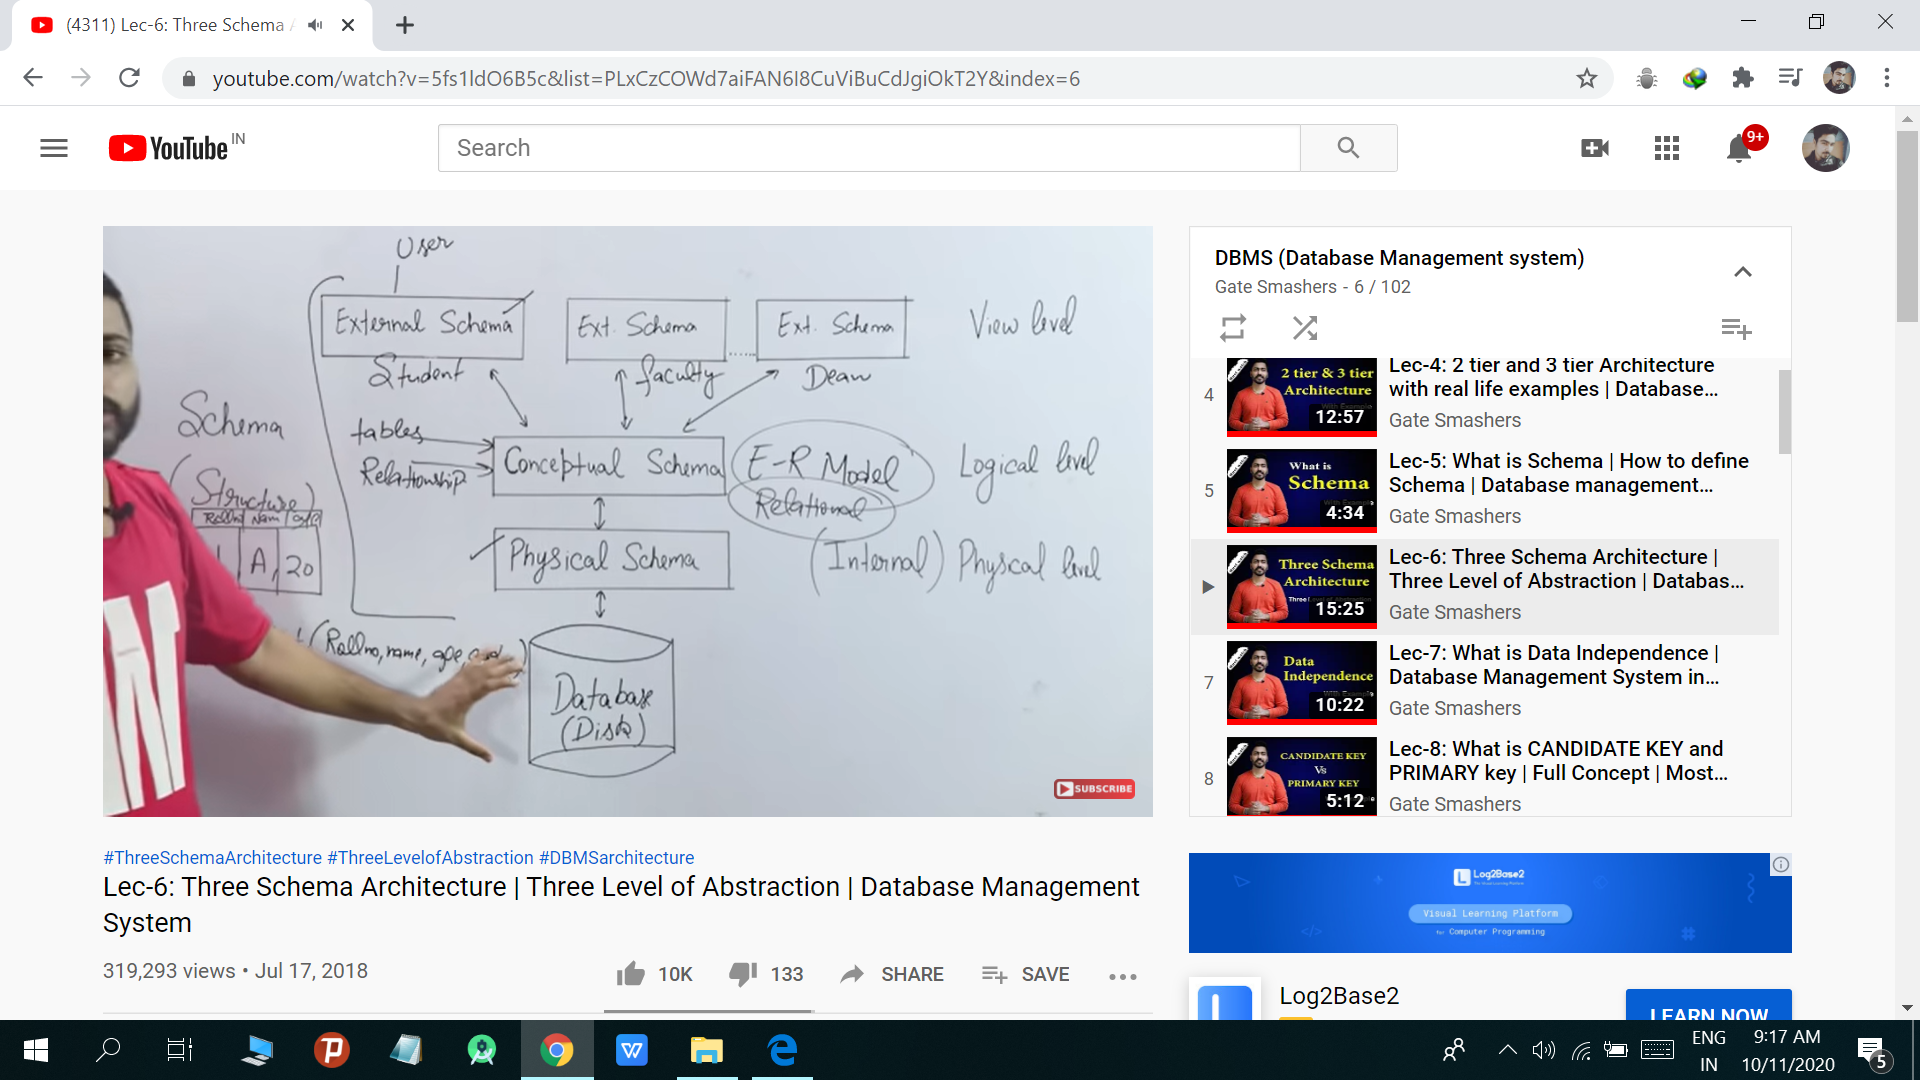 (4311) Lec-6: Three Schema
youtube.com/watch?v=5fs1ldO6B5c&list=PLxCzCOWd7aiFAN6I8CuViBuCdJgiOkT2Y&index=6
YouTube IN
Search
9+
User
External Schema
Ext. Schema
Ext. Schema
View level
Student
faculty
Dean
Schema
tables
Relationship
Conceptual Schema
E-R Model
Relational
Logical level
(Structure)
A, 20
Physical Schema
(Internal) Physical level
(Rollno, name, age,
Database
(Disk)
SUBSCRIBE
DBMS (Database Management system)
Gate Smashers - 6 / 102
4
2 tier & 3 tier
Architecture
12:57
Lec-4: 2 tier and 3 tier Architecture
with real life examples | Database...
Gate Smashers
5
What is
Schema
4:34
Lec-5: What is Schema | How to define
Schema | Database management...
Gate Smashers
Three Schema
Architecture
15:25
Lec-6: Three Schema Architecture |
Three Level of Abstraction | Databas...
Gate Smashers
7
Data
Independence
10:22
Lec-7: What is Data Independence |
Database Management System in...
Gate Smashers
8
CANDIDATE KEY
Vs
PRIMARY KEY
5:12
Lec-8: What is CANDIDATE KEY and
PRIMARY key | Full Concept | Most...
Gate Smashers
#ThreeSchemaArchitecture #ThreeLevelofAbstraction #DBMSarchitecture
Lec-6: Three Schema Architecture | Three Level of Abstraction | Database Management
System
319,293 views • Jul 17, 2018
10K
133
SHARE
SAVE
Log2Base2
Visual Learning Platform
for Computer Programming
Log2Base2
LEARN NOW
ENG
IN
9:17 AM
10/11/2020
5